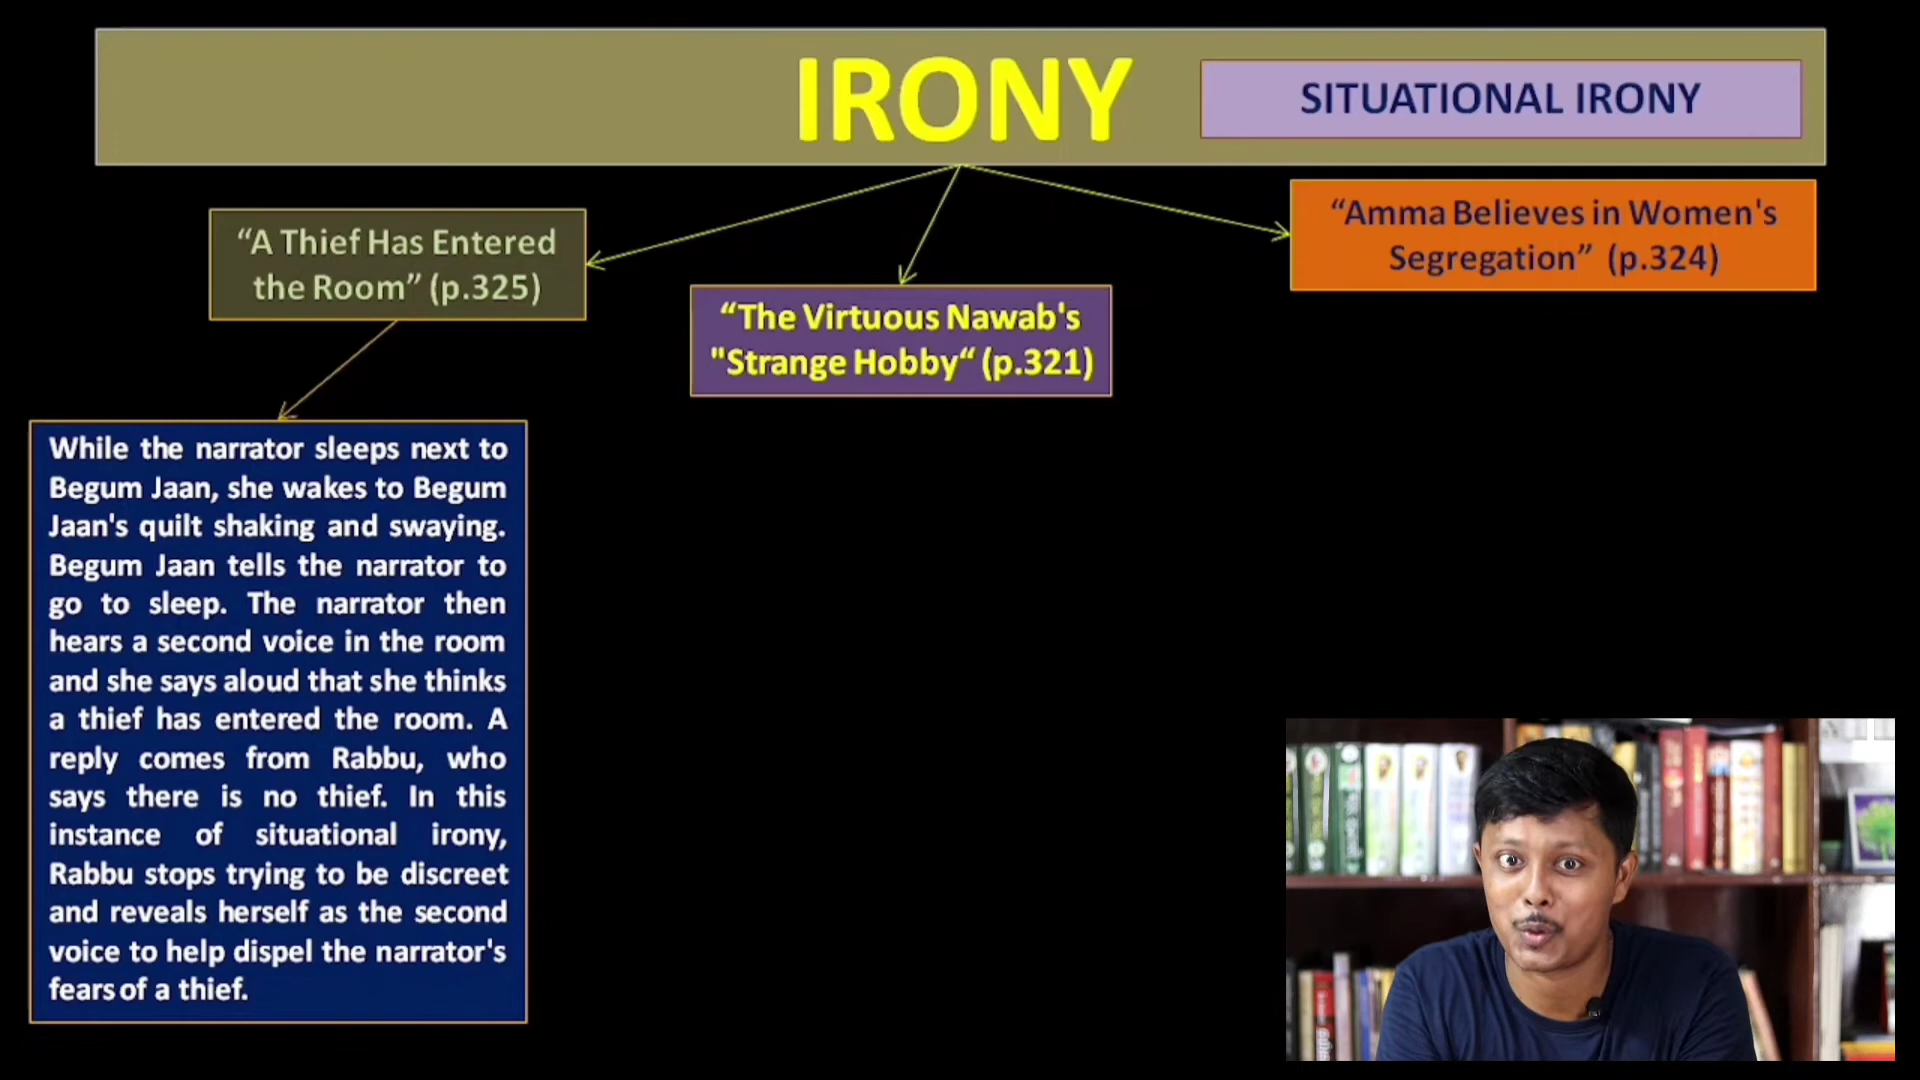 IRONY
SITUATIONAL IRONY
“A Thief Has Entered
the Room” (p.325)
“The Virtuous Nawab's
"Strange Hobby“ (p.321)
“Amma Believes in Women's
Segregation” (p.324)
While the narrator sleeps next to
Begum Jaan, she wakes to Begum
Jaan's quilt shaking and swaying.
Begum Jaan tells the narrator to
go to sleep. The narrator then
hears a second voice in the room
and she says aloud that she thinks
a thief has entered the room. A
reply comes from Rabbu, who
says there is no thief. In this
instance of situational irony,
Rabbu stops trying to be discreet
and reveals herself as the second
voice to help dispel the narrator's
fears of a thief.